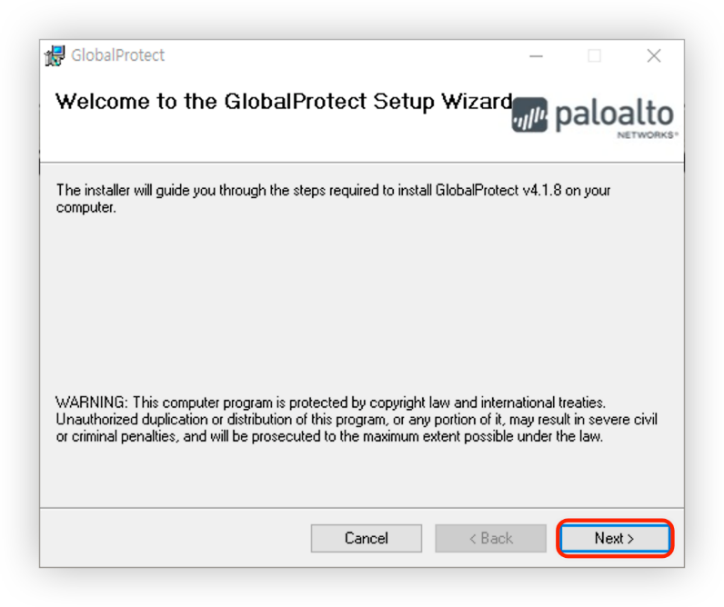 GlobalProtect
Welcome to the GlobalProtect Setup Wizard
paloalto
NETWORKS
The installer will guide you through the steps required to install GlobalProtect v4.1.8 on your
computer.
WARNING: This computer program is protected by copyright law and international treaties.
Unauthorized duplication or distribution of this program, or any portion of it, may result in severe civil
or criminal penalties, and will be prosecuted to the maximum extent possible under the law.
Cancel
< Back
Next >